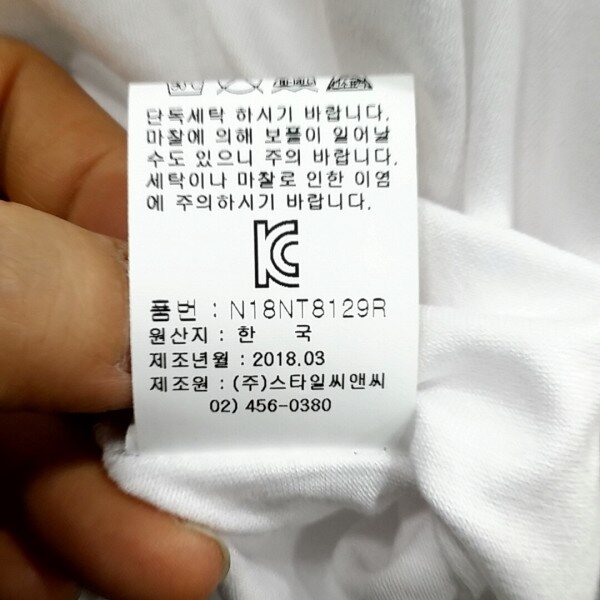 단독세탁 하시기 바랍니다.
마찰에 의해 보풀이 일어날
수도 있으니 주의 바랍니다.
세탁이나 마찰로 인한 이염
에 주의하시기 바랍니다.
KC
품번 : N18NT8129R
원산지 : 한 국
제조년월 : 2018.03
제조원 : (주)스타일씨앤씨
02) 456-0380